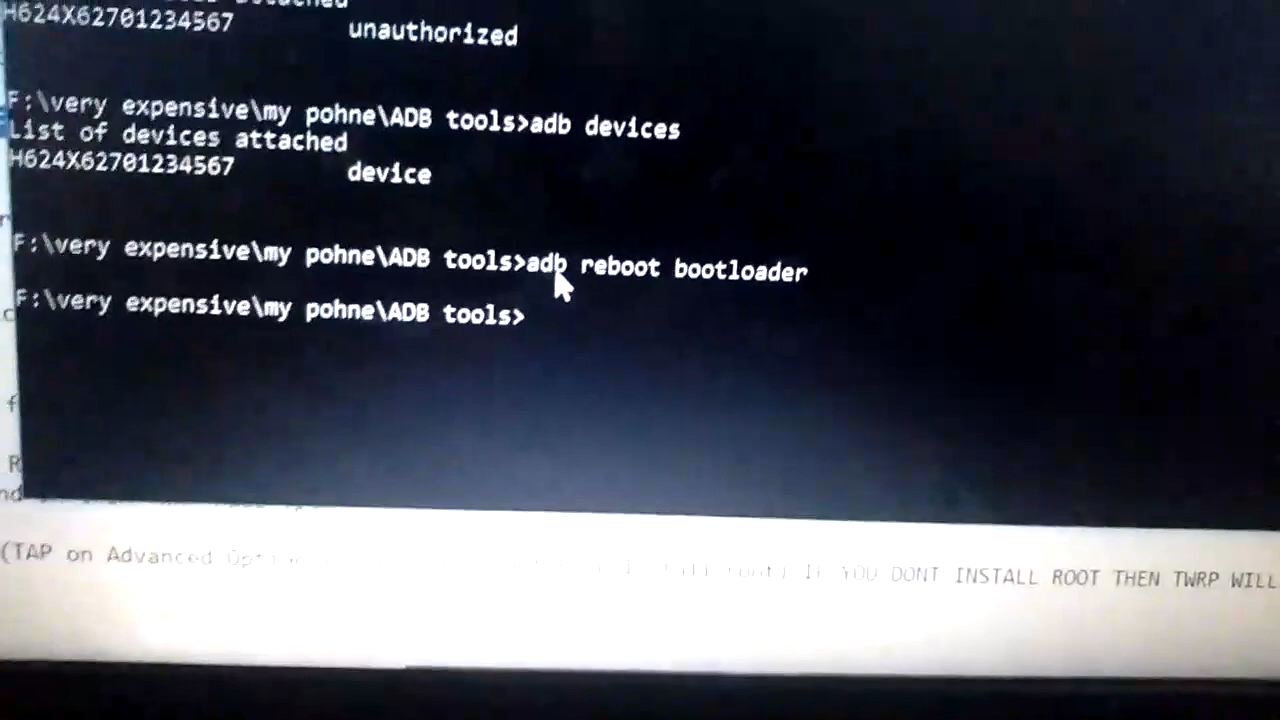 H624X62701234567 unauthorized
F:\very expensive\my pohne\ADB tools>adb devices
List of devices attached
H624X62701234567 device
F:\very expensive\my pohne\ADB tools>adb reboot bootloader
F:\very expensive\my pohne\ADB tools>
(TAP on Advanced YOU DONT INSTALL ROOT THEN TWRP WILL